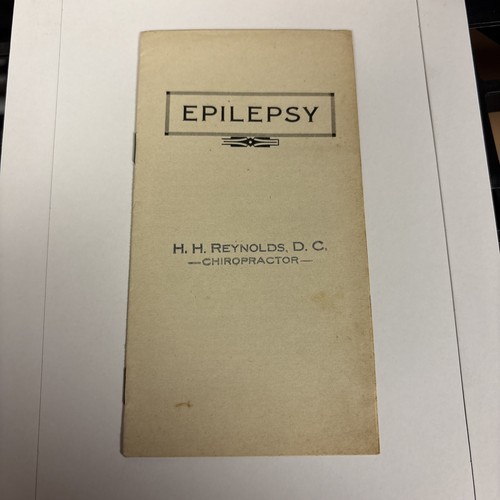 EPILEPSY
H. H. REYNOLDS, D. C.
—CHIROPRACTOR—